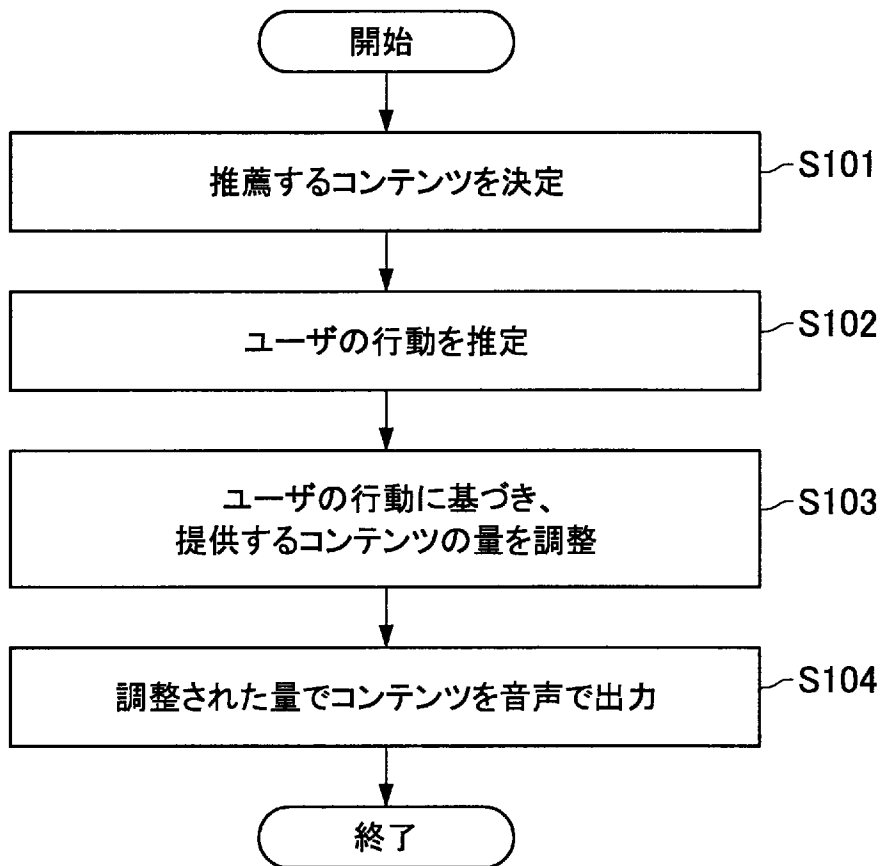 開始
推薦するコンテンツを決定
S101
ユーザの行動を推定
S102
ユーザの行動に基づき、
提供するコンテンツの量を調整
S103
調整された量でコンテンツを音声で出力
S104
終了